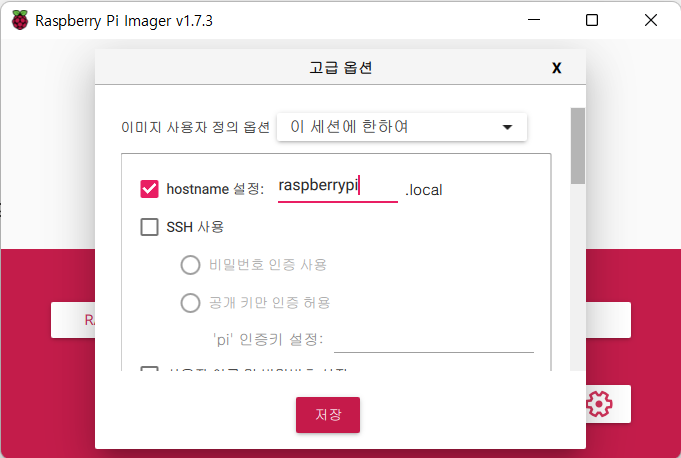 Raspberry Pi Imager v1.7.3
고급 옵션 X
이미지 사용자 정의 옵션 이 세션에 한하여
hostname 설정: raspberrypi .local
SSH 사용
비밀번호 인증 사용
공개 키만 인증 허용
'pi' 인증키 설정:
저장